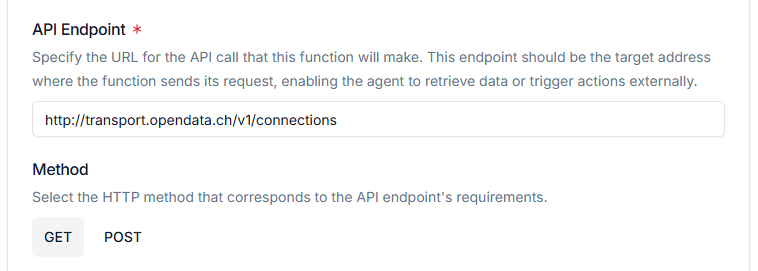 API Endpoint *
Specify the URL for the API call that this function will make. This endpoint should be the target address
where the function sends its request, enabling the agent to retrieve data or trigger actions externally.
http://transport.opendata.ch/v1/connections
Method
Select the HTTP method that corresponds to the API endpoint's requirements.
GET POST